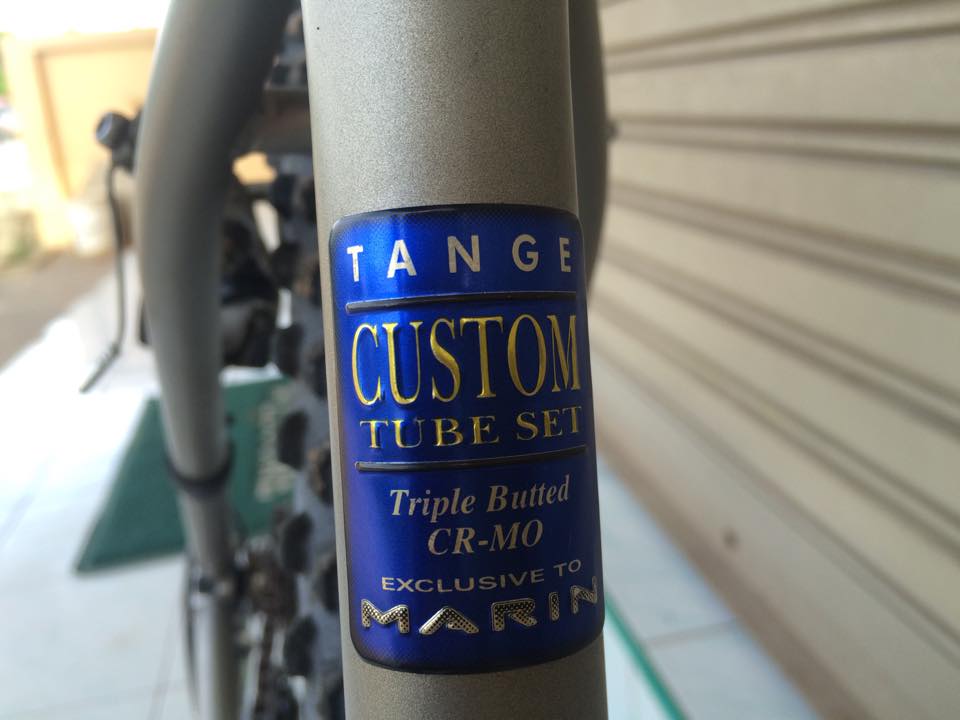 TANGE
CUSTOM
TUBE SET
Triple Butted
CR-MO
EXCLUSIVE TO
MARIN